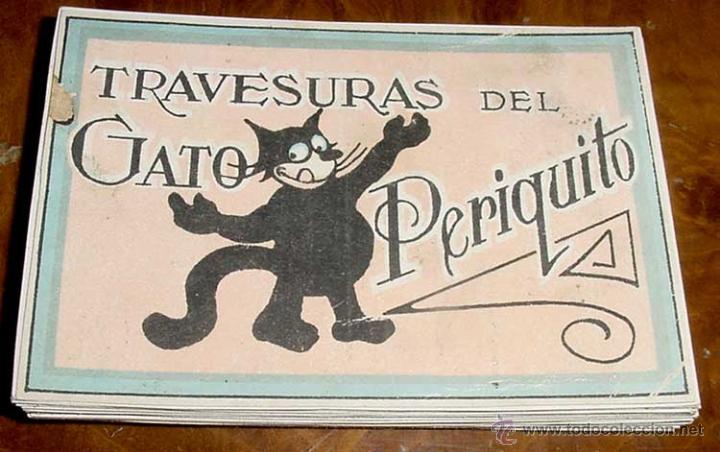 TRAVESURAS DEL
GATO
Periquito
© www.todocoleccion.net